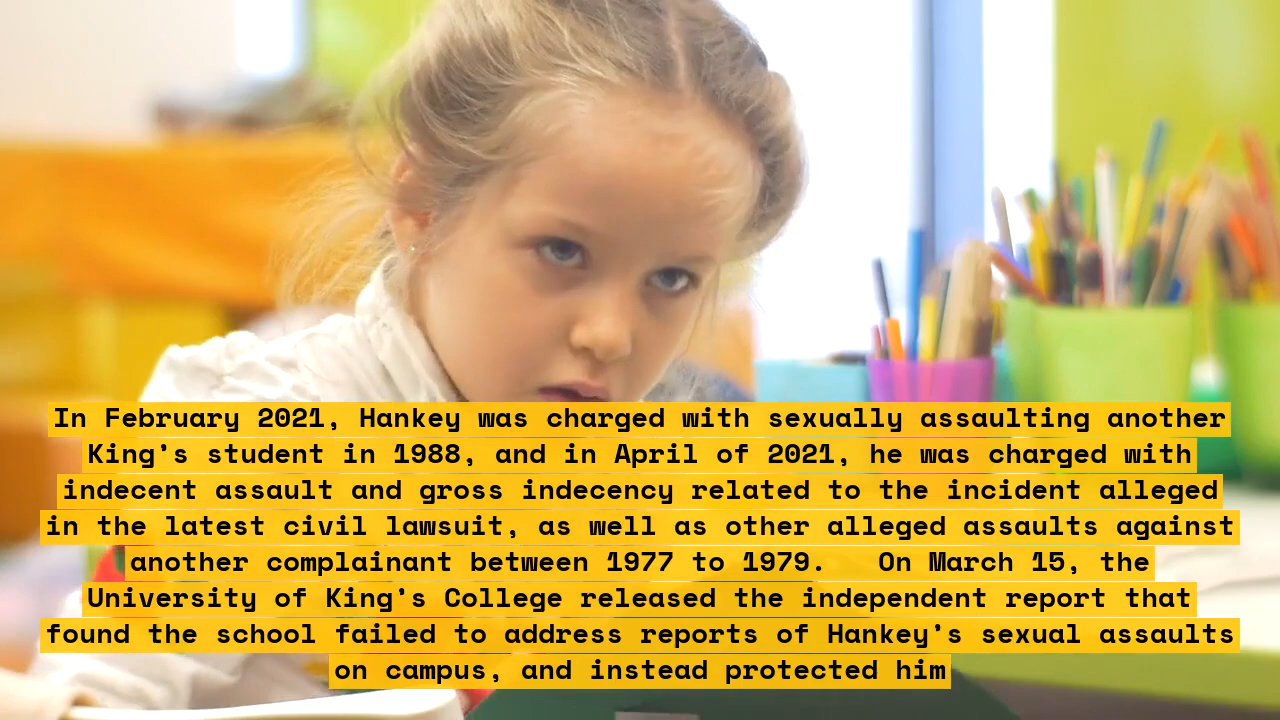 In February 2021, Hankey was charged with sexually assaulting another
King's student in 1988, and in April of 2021, he was charged with
indecent assault and gross indecency related to the incident alleged
in the latest civil lawsuit, as well as other alleged assaults against
another complainant between 1977 to 1979.   On March 15, the
University of King's College released the independent report that
found the school failed to address reports of Hankey's sexual assaults
on campus, and instead protected him